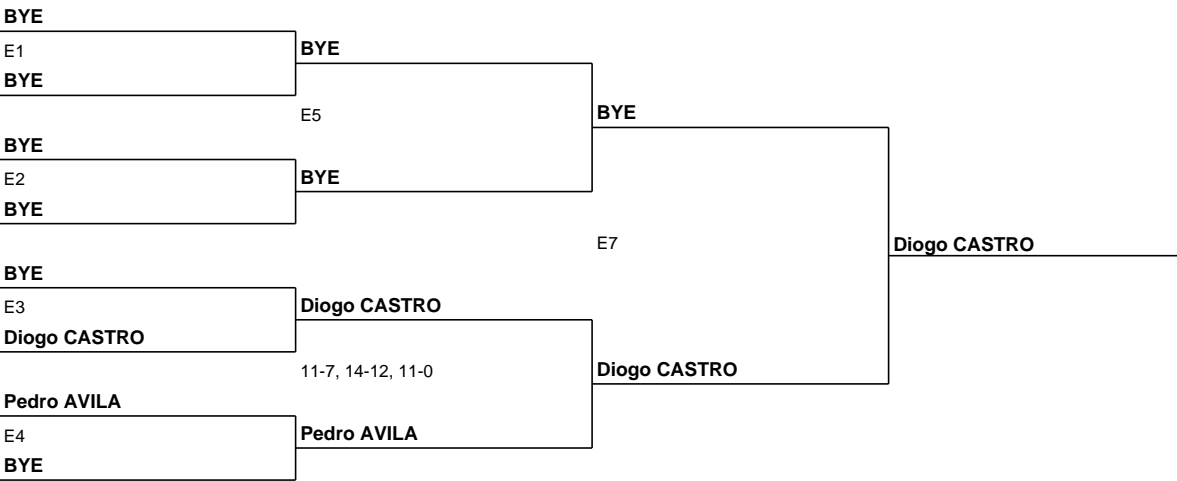 BYE
E1
BYE
BYE
E5
BYE
BYE
E2
BYE
BYE
E7
Diogo CASTRO
BYE
E3
Diogo CASTRO
Diogo CASTRO
11-7, 14-12, 11-0
Diogo CASTRO
Pedro AVILA
E4
Pedro AVILA
BYE